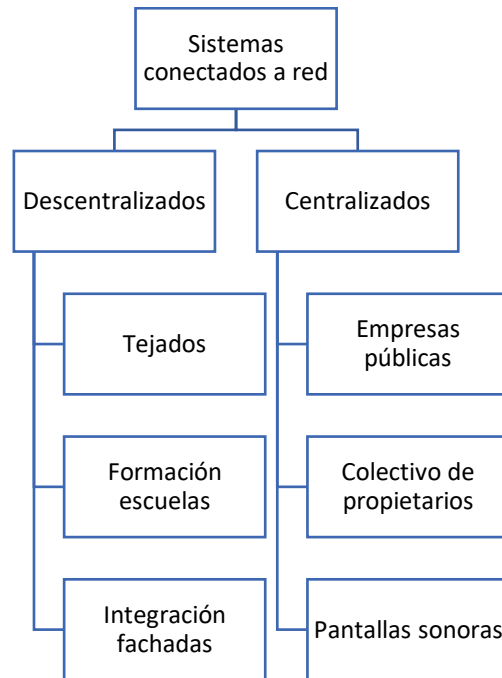 Sistemas
conectados a red
Descentralizados
Centralizados
Tejados
Empresas
públicas
Formación
escuelas
Colectivo de
propietarios
Integración
fachadas
Pantallas sonoras